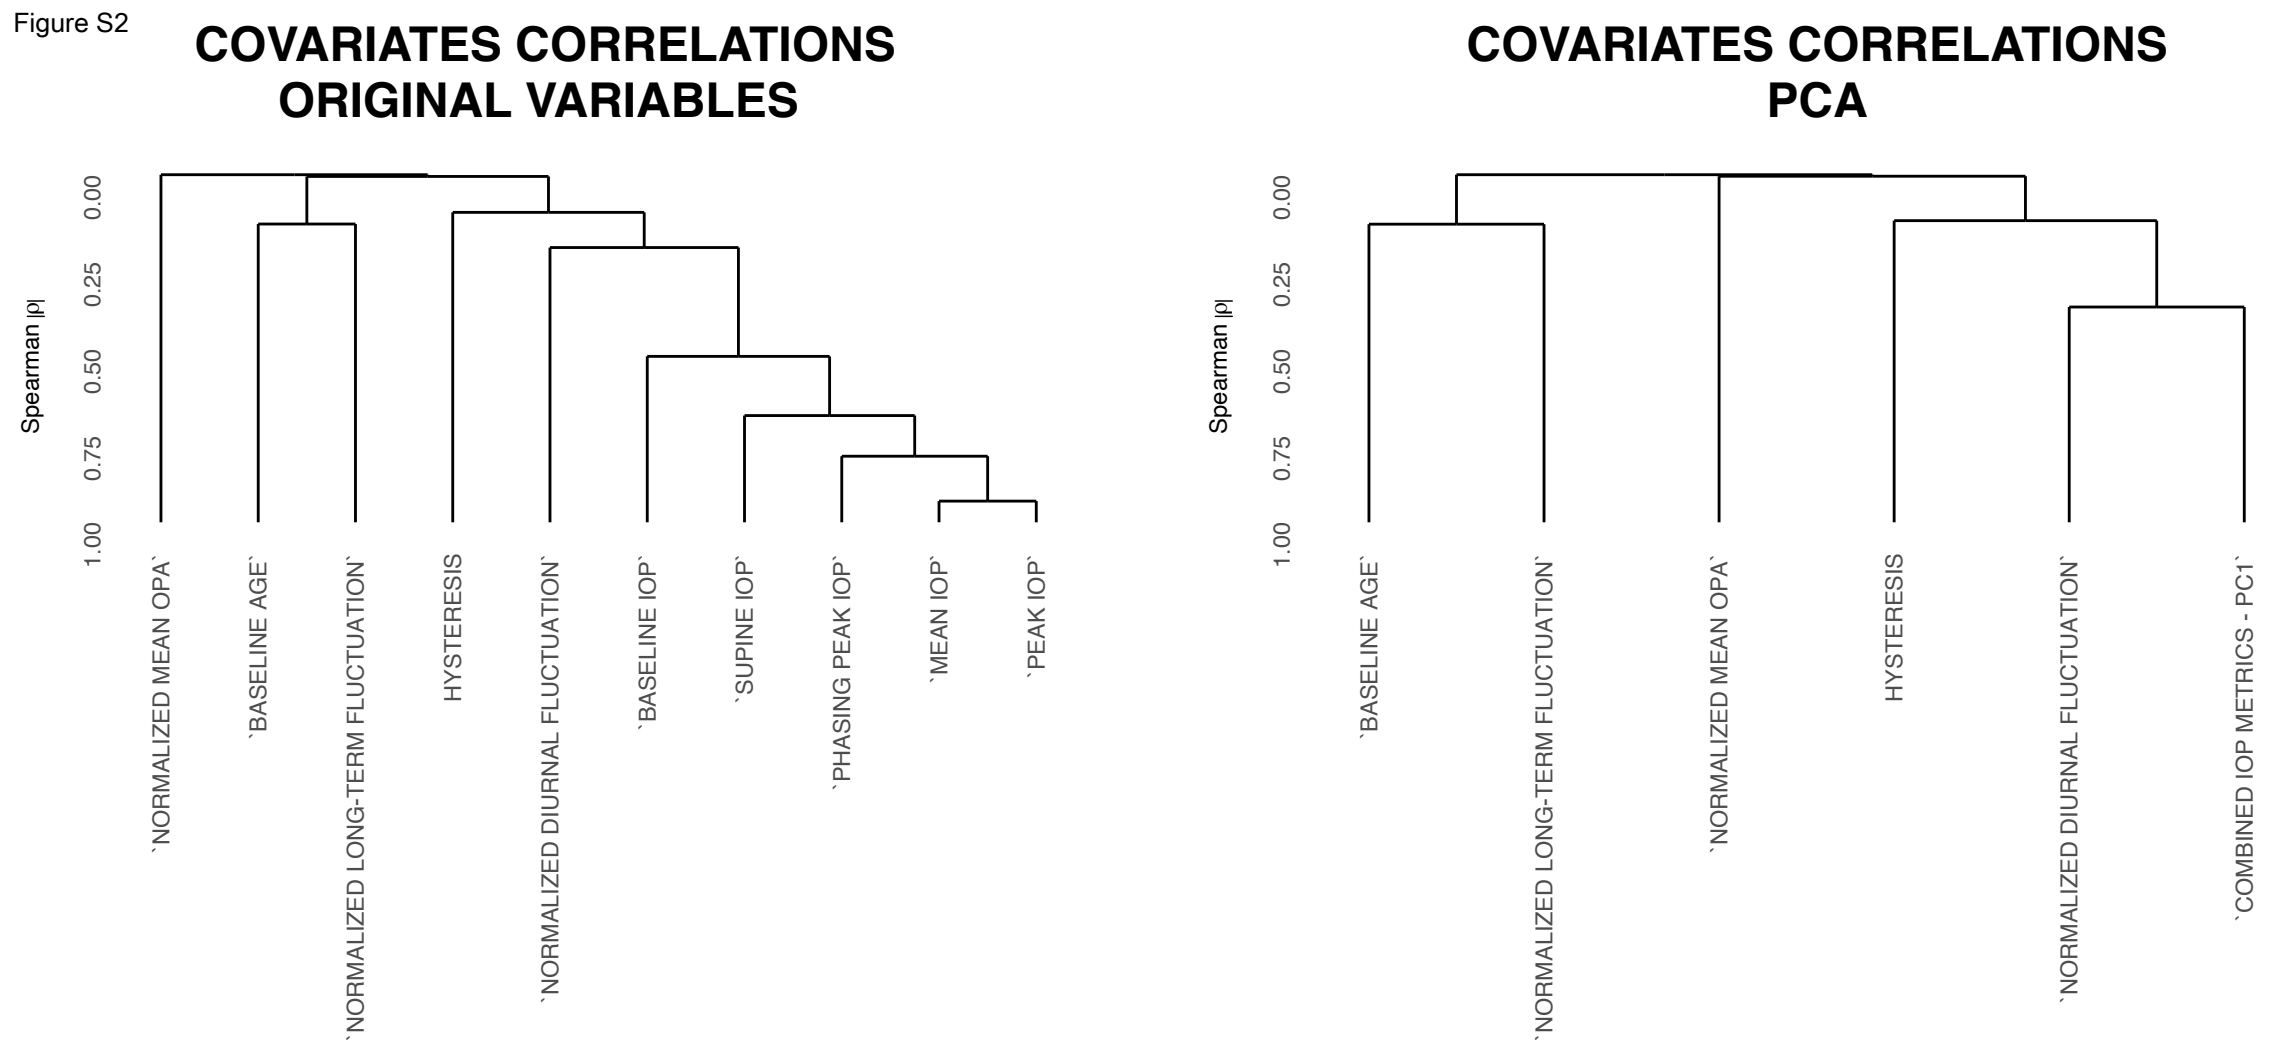 Figure S2
COVARIATES CORRELATIONS
ORIGINAL VARIABLES
Spearman |ρ|
0.00
0.25
0.50
0.75
1.00
`NORMALIZED MEAN OPA`
`BASELINE AGE`
`NORMALIZED LONG-TERM FLUCTUATION`
HYSTERESIS
`NORMALIZED DIURNAL FLUCTUATION`
`BASELINE IOP`
`SUPINE IOP`
`PHASING PEAK IOP`
`MEAN IOP`
`PEAK IOP`
COVARIATES CORRELATIONS
PCA
Spearman |ρ|
0.00
0.25
0.50
0.75
1.00
`BASELINE AGE`
`NORMALIZED LONG-TERM FLUCTUATION`
`NORMALIZED MEAN OPA`
HYSTERESIS
`NORMALIZED DIURNAL FLUCTUATION`
`COMBINED IOP METRICS - PC1`